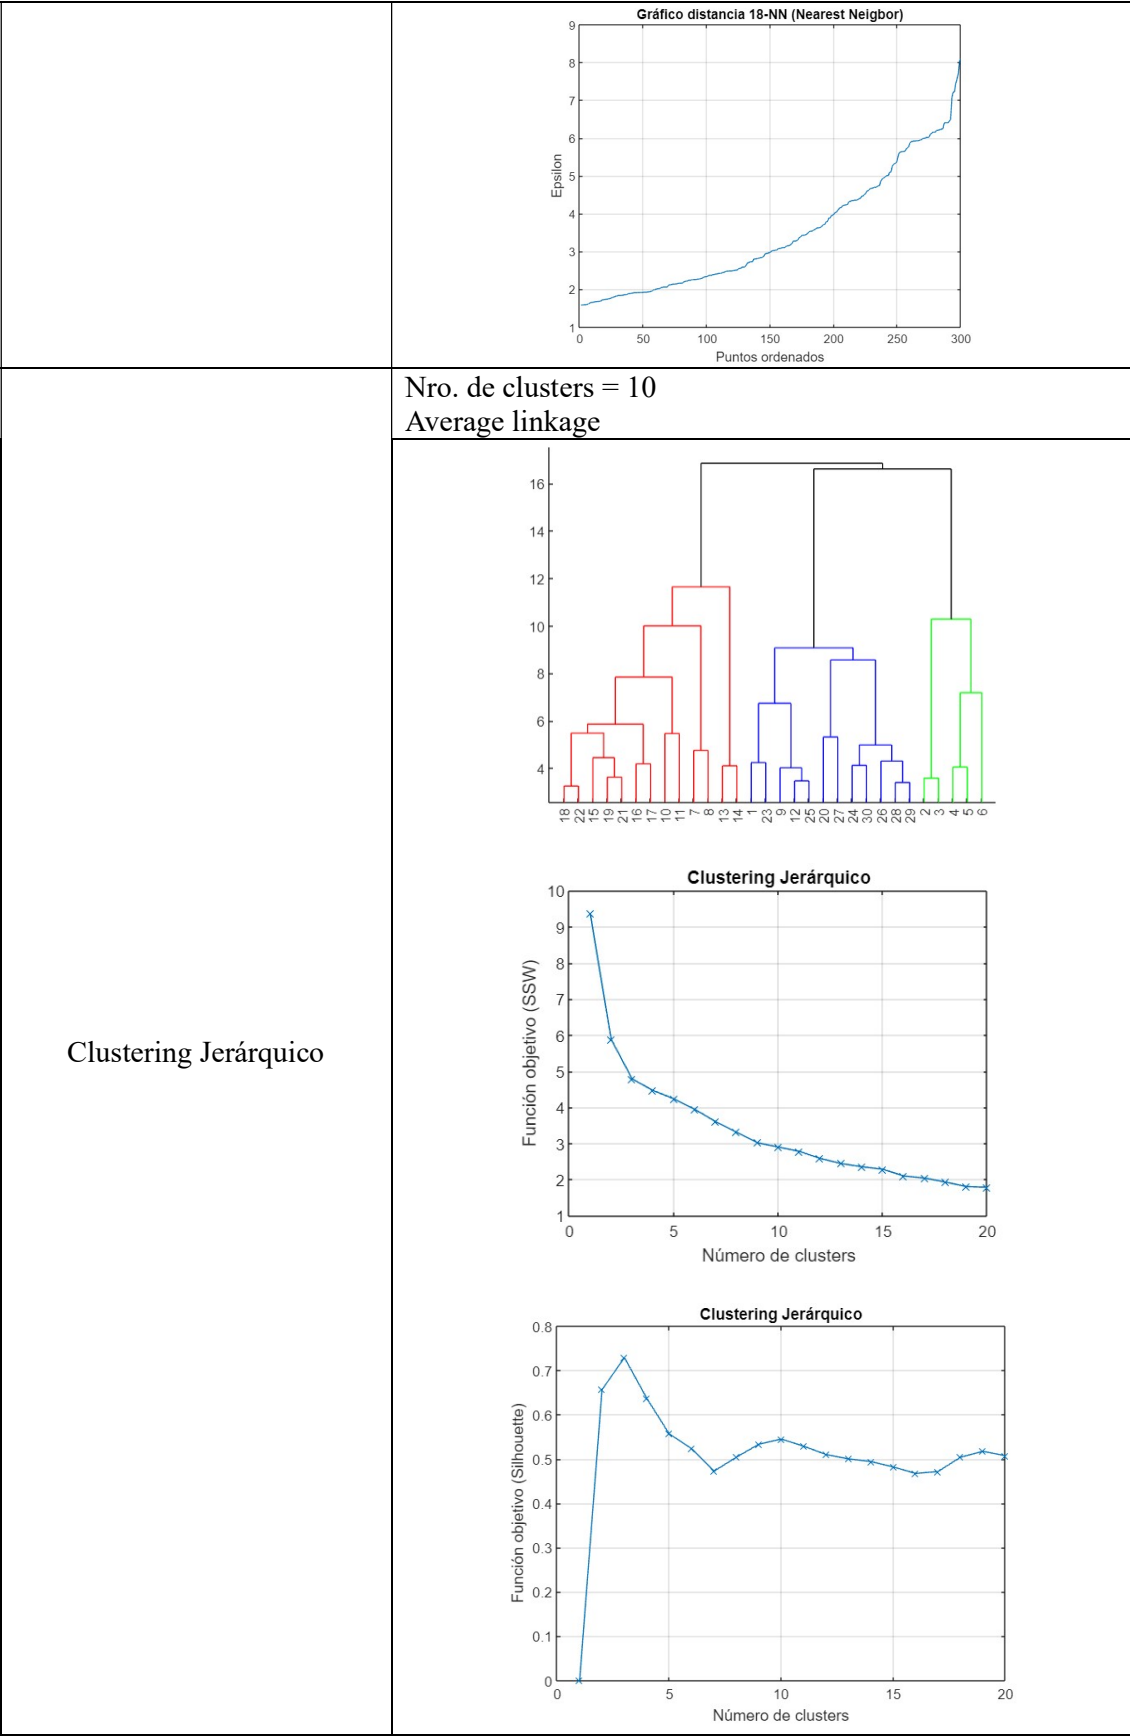 Gráfico distancia 18-NN (Nearest Neigbor)
9
8
7
6
5
4
3
2
1
Epsilon
0 50 100 150 200 250 300
Puntos ordenados
Nro. de clusters = 10
Average linkage
16
14
12
10
8
6
4
18 22 15 19 21 16 17 10 11 7 8 13 14 1 23 9 12 25 20 27 24 30 26 28 29 2 3 4 5 6
Clustering Jerárquico
Clustering Jerárquico
10
9
8
7
6
5
4
3
2
1
Función objetivo (SSW)
0 5 10 15 20
Número de clusters
Clustering Jerárquico
0.8
0.7
0.6
0.5
0.4
0.3
0.2
0.1
0
Función objetivo (Silhouette)
0 5 10 15 20
Número de clusters